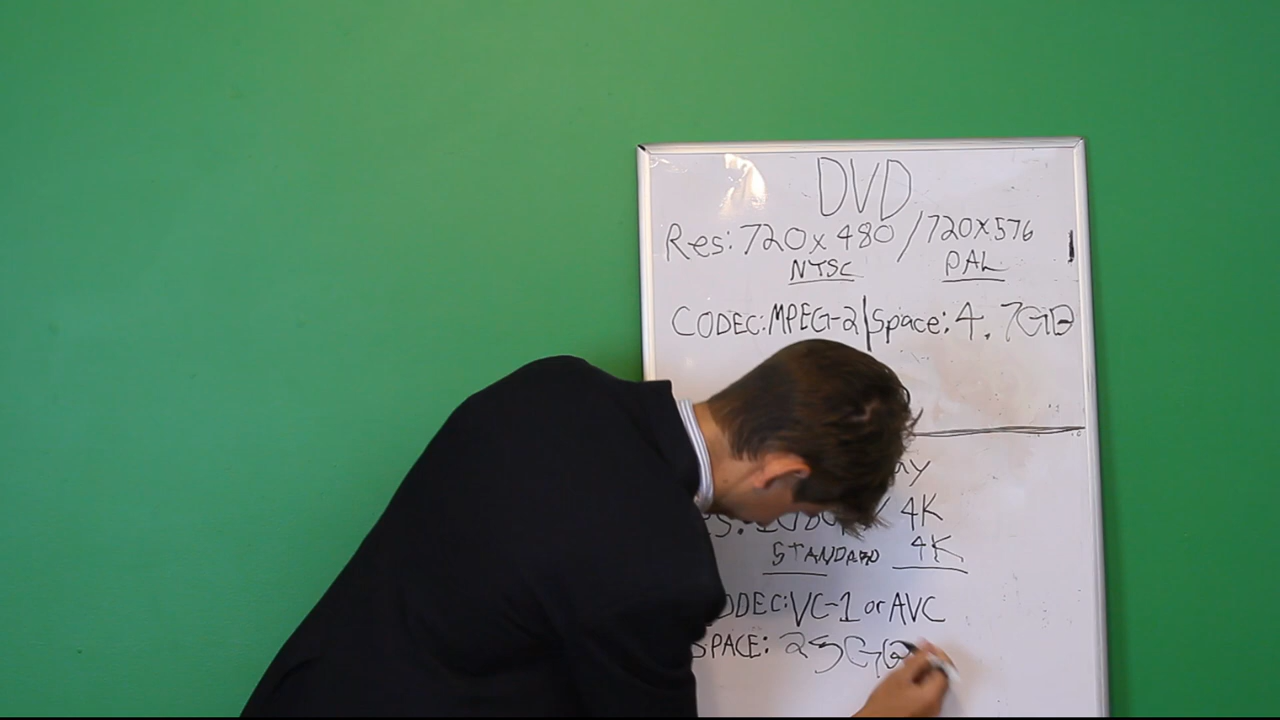 DVD
Res: 720x480 / 720x576
NTSC PAL
CODEC: MPEG-2 | Space: 4.7GB
4K
STANDARD 4K
VC-1 or AVC
SPACE: 25GB